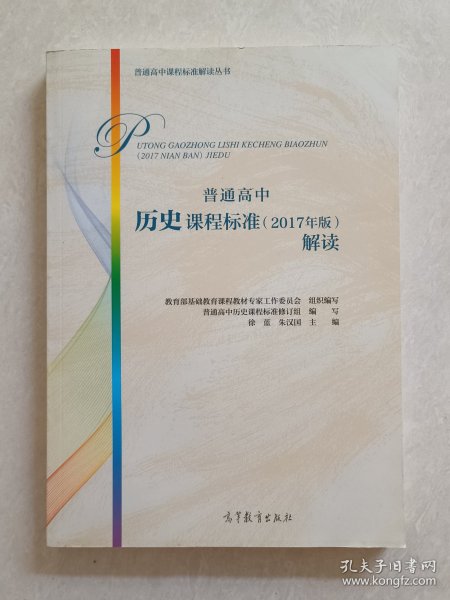 普通高中课程标准解读丛书
PUTONG GAOZHONG LISHI KECHENG BIAOZHUN
(2017 NIAN BAN) JIEDU
普通高中
历史课程标准(2017年版)
解读
教育部基础教育课程教材专家工作委员会 组织编写
普通高中历史课程标准修订组 编 写
徐蓝 朱汉国 主 编
高等教育出版社
孔夫子旧书网
www.kongfz.com